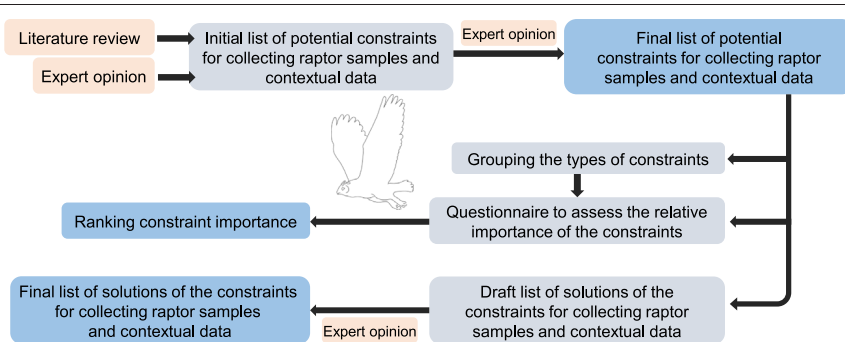 Literature review
Expert opinion
Initial list of potential constraints
for collecting raptor samples and
contextual data
Expert opinion
Final list of potential
constraints for collecting raptor
samples and contextual data
Grouping the types of constraints
Questionnaire to assess the relative
importance of the constraints
Ranking constraint importance
Draft list of solutions of the
constraints for collecting raptor
samples and contextual data
Expert opinion
Final list of solutions of the constraints
for collecting raptor samples
and contextual data